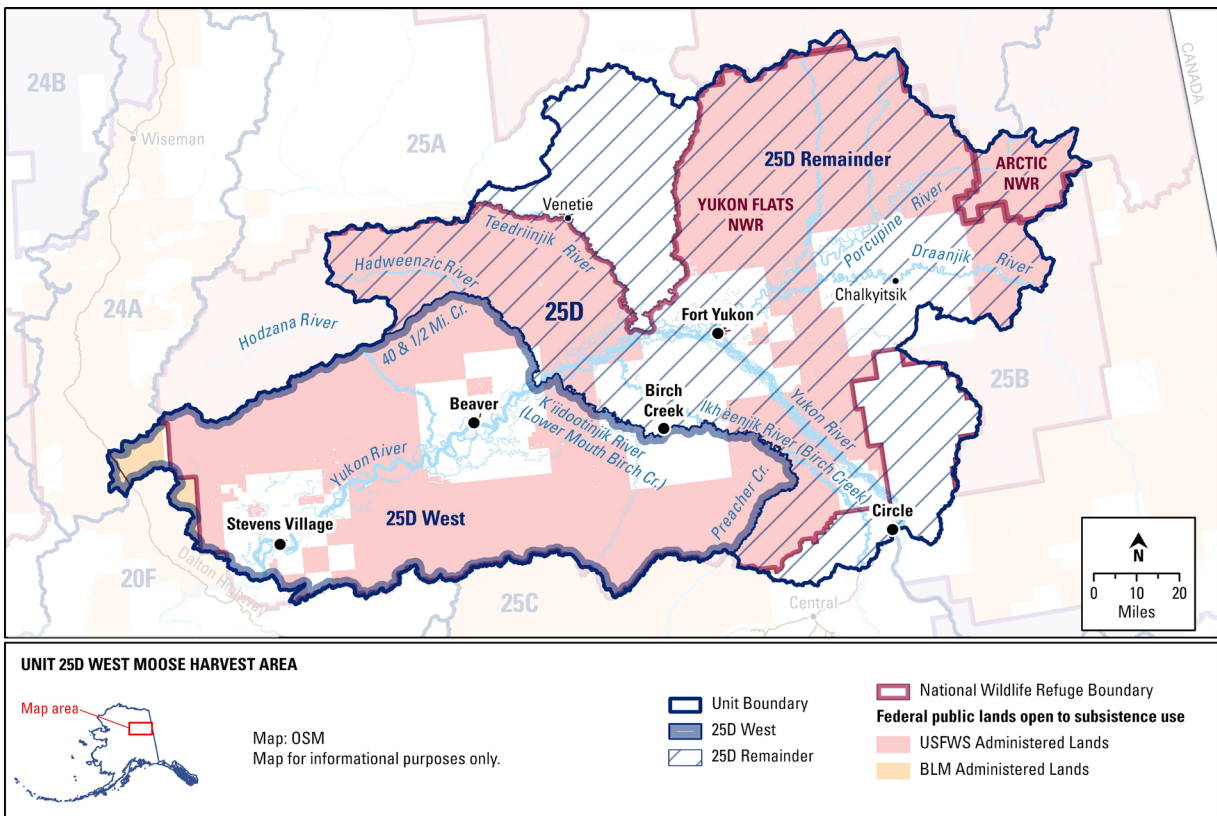 24B
Wiseman
25A
CANADA
25D Remainder
ARCTIC
NWR
YUKON FLATS
NWR
Venetie
Teedriinjik River
Porcupine River
Draanjik River
Hadweenzic River
Chalkyitsik
24A
Hodzana River
40 & 1/2 Mi. Cr.
25D
Fort Yukon
25B
Beaver
Birch
Creek
K'iidootinjik River
(Lower Mouth Birch Cr.)
Ikheenjik River (Birch Creek)
Yukon River
Yukon River
Preacher Cr.
Stevens Village
25D West
Circle
20F
Dalton Highway
25C
Central
N
0 10 20
Miles
UNIT 25D WEST MOOSE HARVEST AREA
Map area
Map: OSM
Map for informational purposes only.
Unit Boundary
25D West
25D Remainder
National Wildlife Refuge Boundary
Federal public lands open to subsistence use
USFWS Administered Lands
BLM Administered Lands